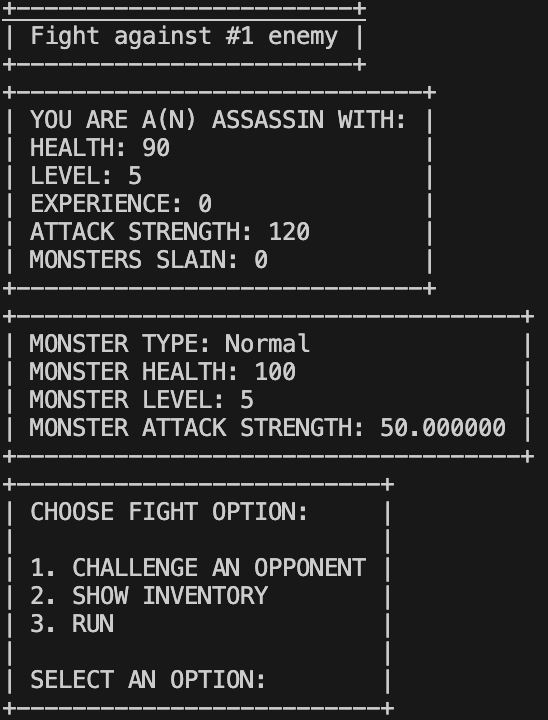 Fight against #1 enemy
YOU ARE A(N) ASSASSIN WITH:
HEALTH: 90
LEVEL: 5
EXPERIENCE: 0
ATTACK STRENGTH: 120
MONSTERS SLAIN: 0
MONSTER TYPE: Normal
MONSTER HEALTH: 100
MONSTER LEVEL: 5
MONSTER ATTACK STRENGTH: 50.000000
CHOOSE FIGHT OPTION:
1. CHALLENGE AN OPPONENT
2. SHOW INVENTORY
3. RUN
SELECT AN OPTION: